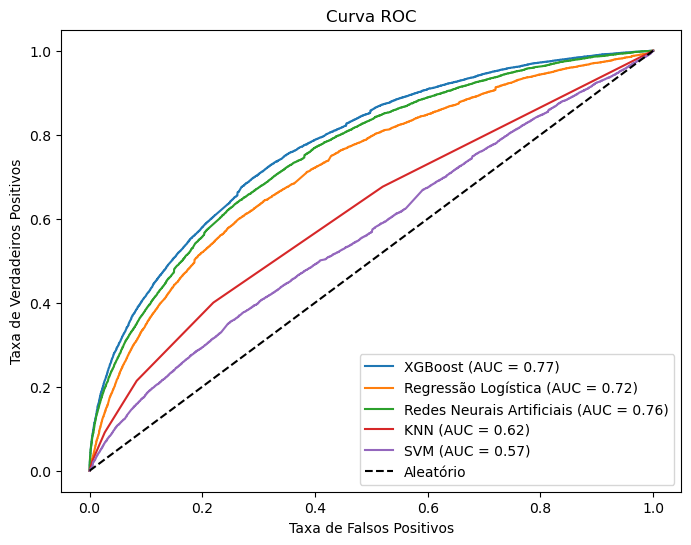 Curva ROC
1.0
0.8
0.6
0.4
0.2
0.0
Taxa de Verdadeiros Positivos
XGBoost (AUC = 0.77)
Regressão Logística (AUC = 0.72)
Redes Neurais Artificiais (AUC = 0.76)
KNN (AUC = 0.62)
SVM (AUC = 0.57)
Aleatório
0.0 0.2 0.4 0.6 0.8 1.0
Taxa de Falsos Positivos